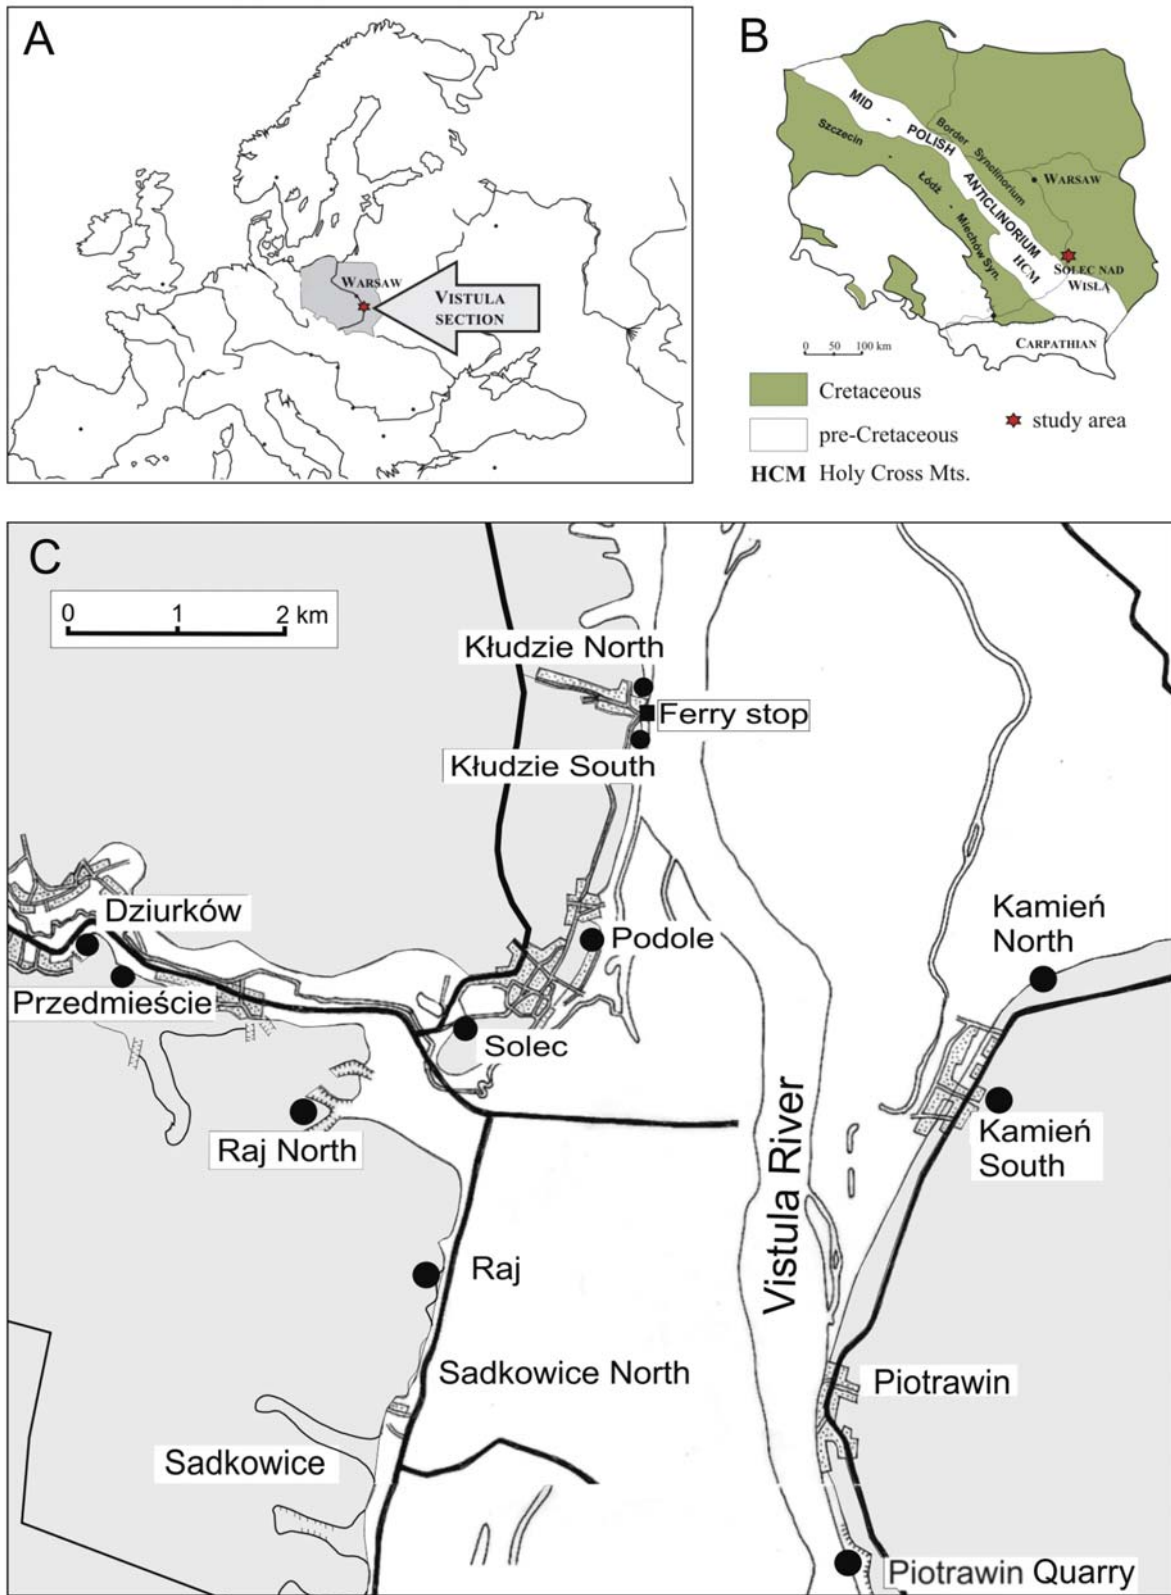 A
WARSAW
VISTULA
SECTION
B
MID - POLISH ANTICLINORIUM
Border Synclinorium
Szczecin - Łódź - Miechów Syn.
WARSAW
HCM
SOLEC NAD
WISŁĄ
CARPATHIAN
0 50 100 km
Cretaceous
pre-Cretaceous
study area
HCM Holy Cross Mts.
C
0 1 2 km
Kłudzie North
Ferry stop
Kłudzie South
Dziurków
Podole
Kamień
North
Przedmieście
Solec
Raj North
Kamień
South
Vistula River
Raj
Sadkowice North
Piotrawin
Sadkowice
Piotrawin Quarry